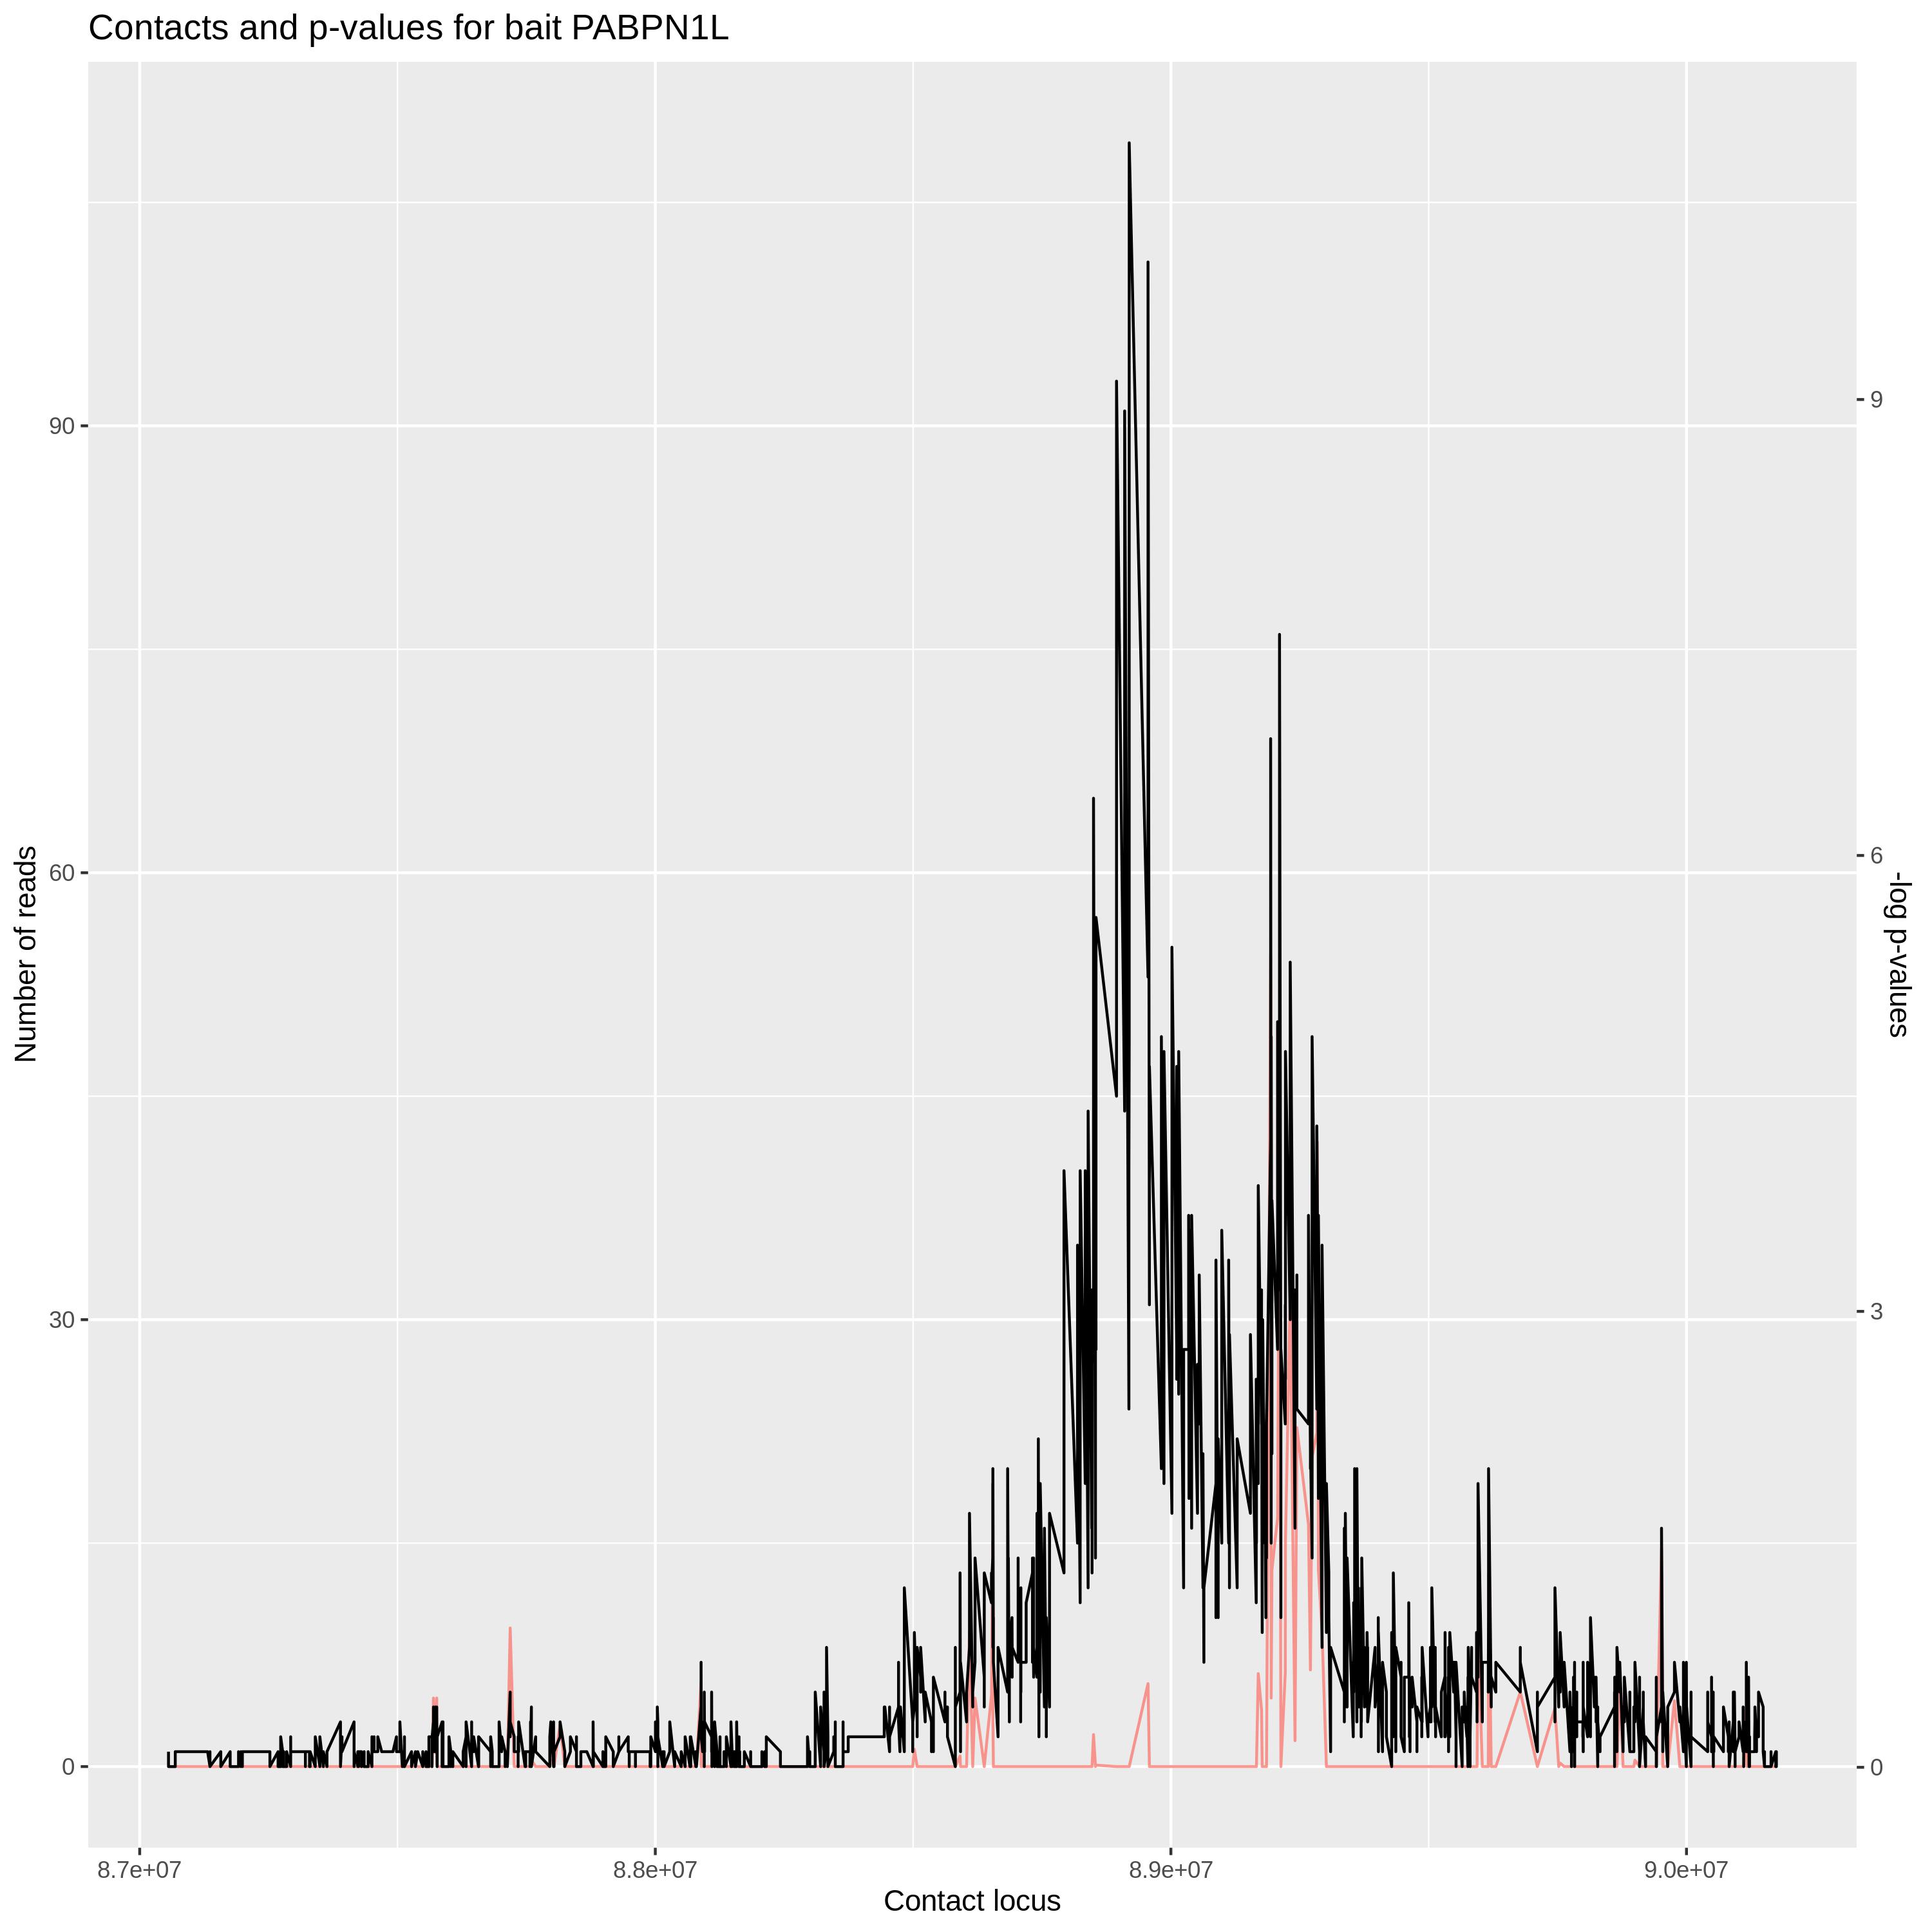 Contacts and p-values for bait PABPN1L
90
60
30
0
9
6
3
0
Number of reads
-log p-values
8.7e+07
8.8e+07
8.9e+07
9.0e+07
Contact locus